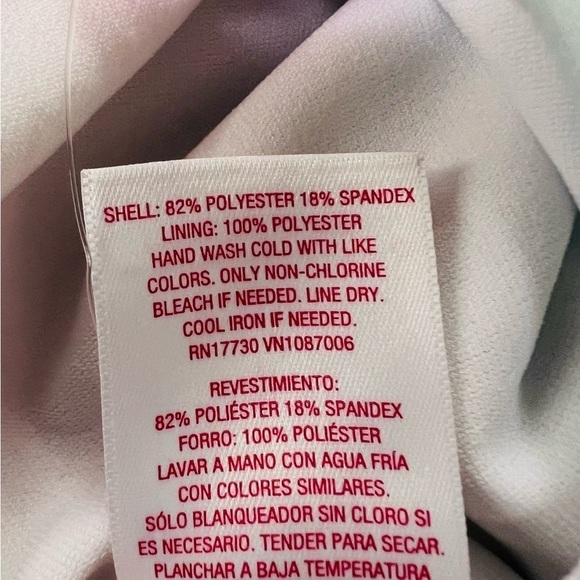 SHELL: 82% POLYESTER 18% SPANDEX
LINING: 100% POLYESTER
HAND WASH COLD WITH LIKE
COLORS. ONLY NON-CHLORINE
BLEACH IF NEEDED. LINE DRY.
COOL IRON IF NEEDED.
RN17730 VN1087006
REVESTIMIENTO:
82% POLIÉSTER 18% SPANDEX
FORRO: 100% POLIÉSTER
LAVAR A MANO CON AGUA FRÍA
CON COLORES SIMILARES.
SÓLO BLANQUEADOR SIN CLORO SI
ES NECESARIO. TENDER PARA SECAR.
PLANCHAR A BAJA TEMPERATURA